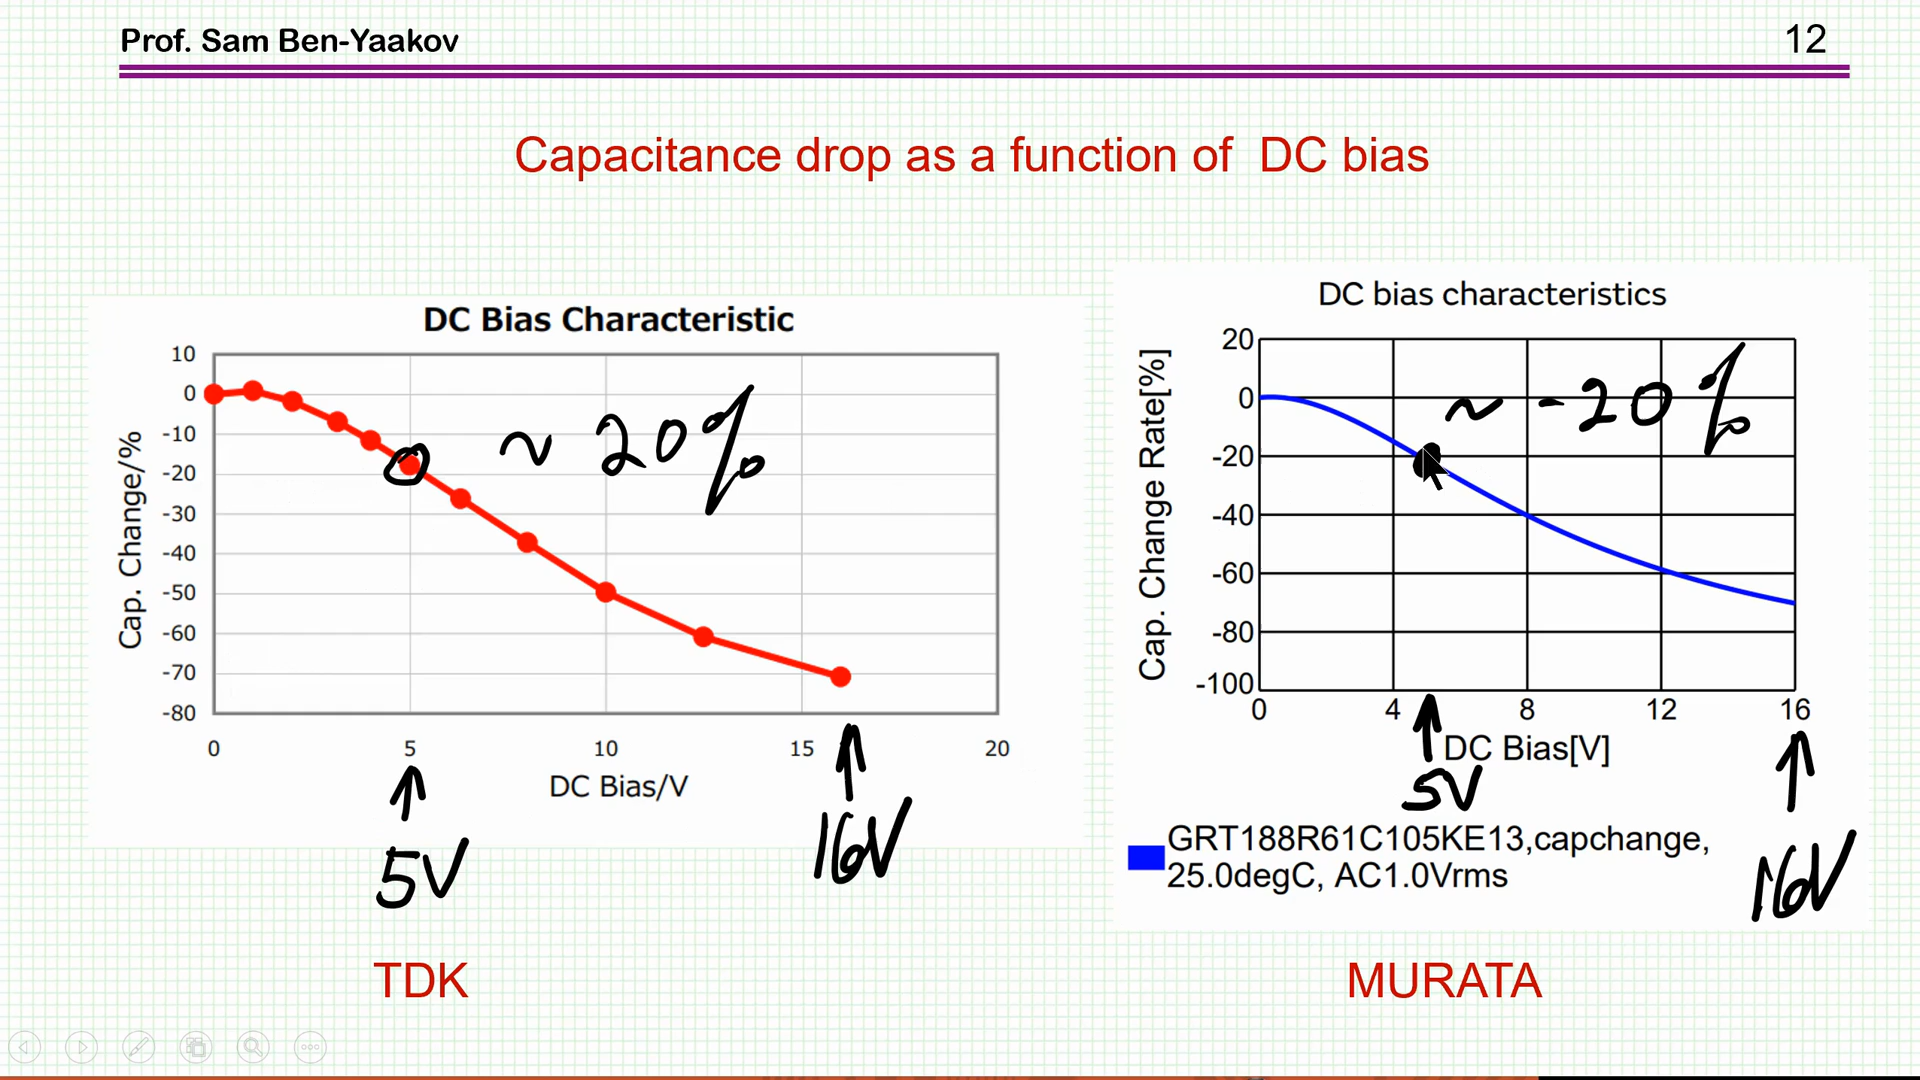 Prof. Sam Ben-Yaakov
12
Capacitance drop as a function of DC bias
DC Bias Characteristic
Cap. Change/%
10
0
-10
-20
-30
-40
-50
-60
-70
-80
0 5 10 15 20
DC Bias/V
~ 20%
5V
16V
TDK
DC bias characteristics
Cap. Change Rate[%]
20
0
-20
-40
-60
-80
-100
0 4 8 12 16
DC Bias[V]
~ -20%
5V
16V
GRT188R61C105KE13,capchange,
25.0degC, AC1.0Vrms
MURATA